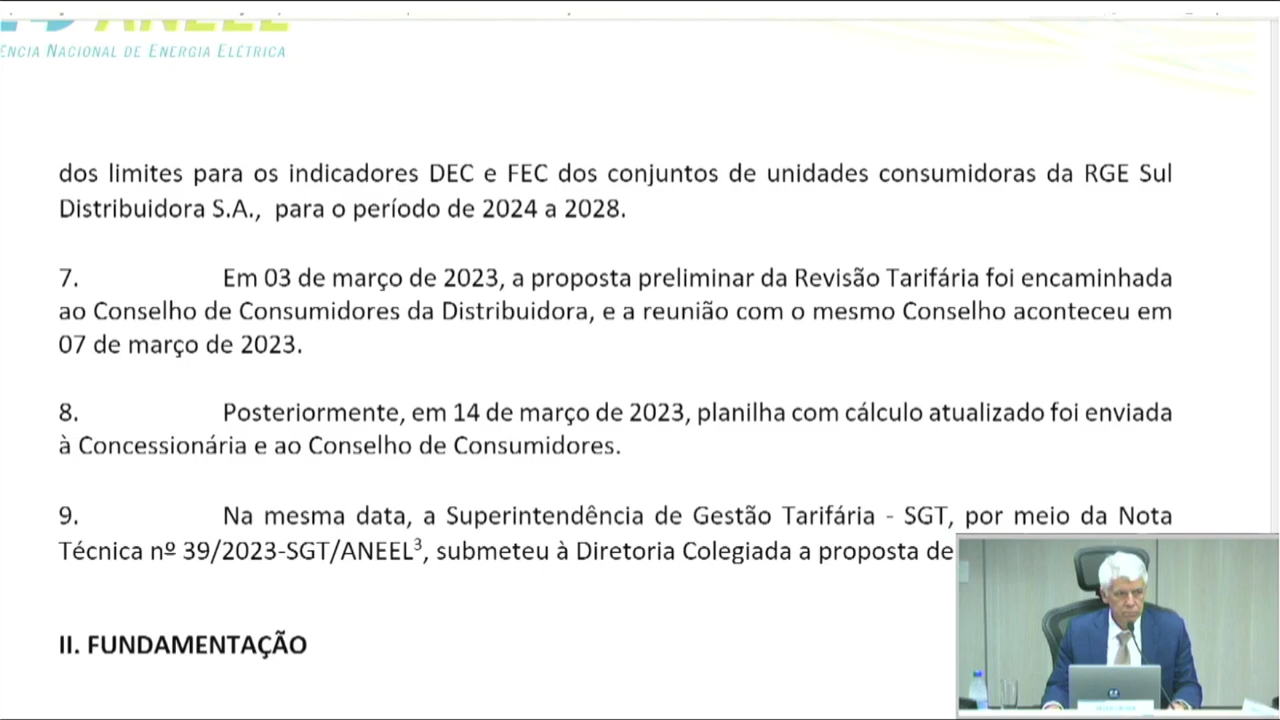 ANEEL
ÊNCIA NACIONAL DE ENERGIA ELÉTRICA
dos limites para os indicadores DEC e FEC dos conjuntos de unidades consumidoras da RGE Sul
Distribuidora S.A., para o período de 2024 a 2028.
7. Em 03 de março de 2023, a proposta preliminar da Revisão Tarifária foi encaminhada
ao Conselho de Consumidores da Distribuidora, e a reunião com o mesmo Conselho aconteceu em
07 de março de 2023.
8. Posteriormente, em 14 de março de 2023, planilha com cálculo atualizado foi enviada
à Concessionária e ao Conselho de Consumidores.
9. Na mesma data, a Superintendência de Gestão Tarifária - SGT, por meio da Nota
Técnica nº 39/2023-SGT/ANEEL³, submeteu à Diretoria Colegiada a proposta de
II. FUNDAMENTAÇÃO